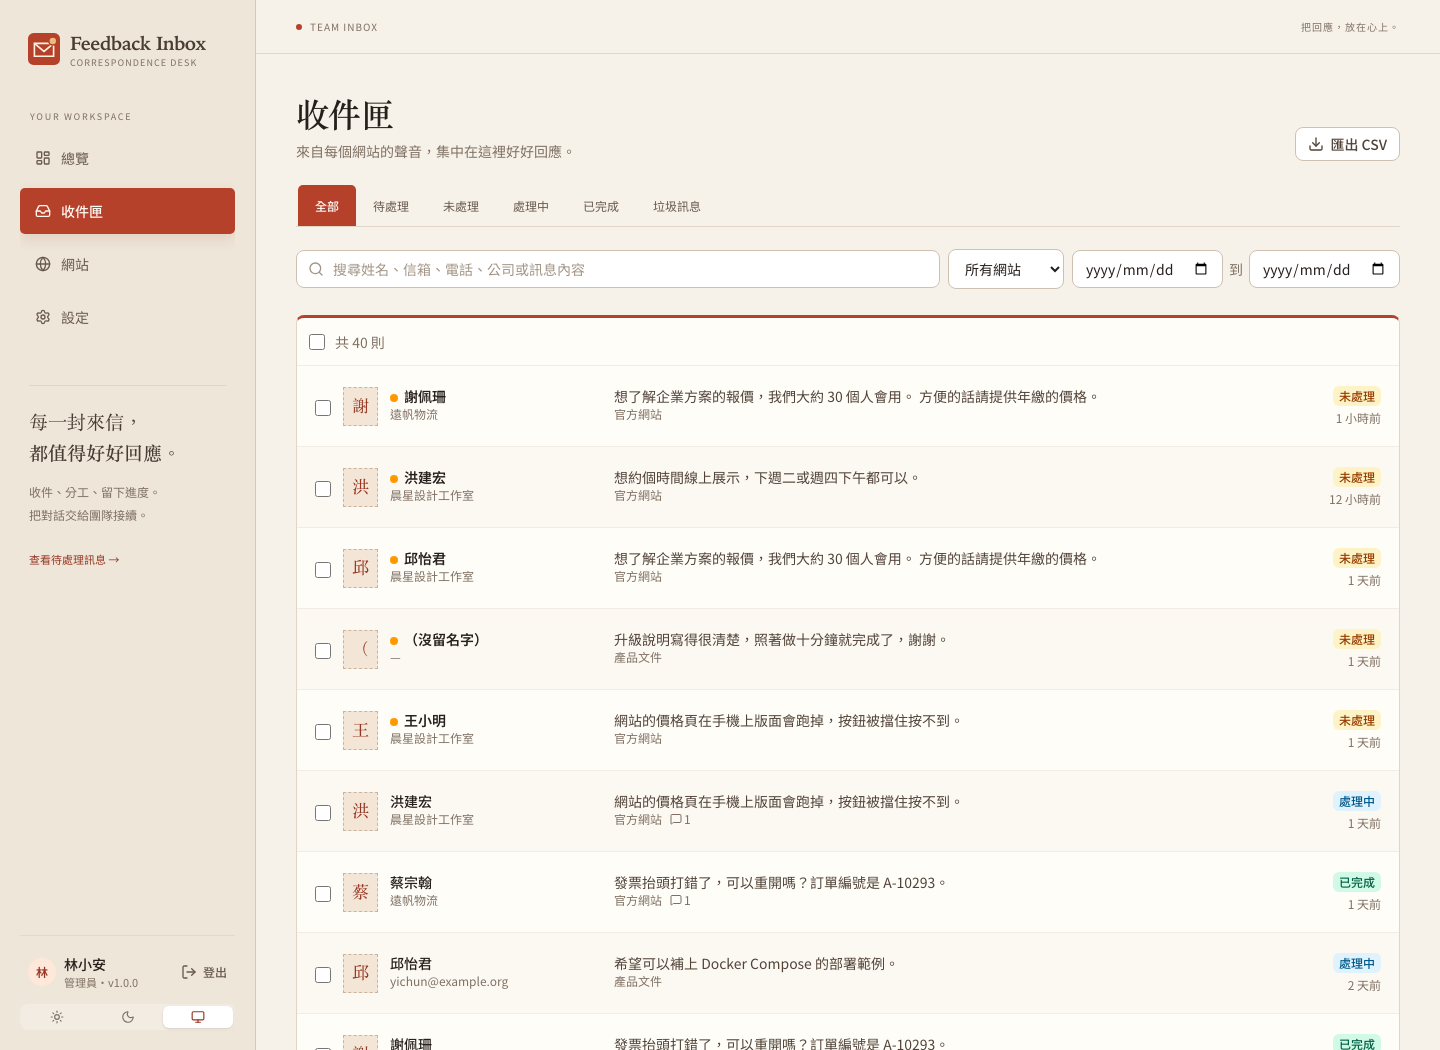 Feedback Inbox
CORRESPONDENCE DESK
YOUR WORKSPACE
總覽
收件匣
網站
設定
每一封來信，
都值得好好回應。
收件、分工、留下進度。
把對話交給團隊接續。
查看待處理訊息 →
林
林小安
管理員・v1.0.0
登出
TEAM INBOX
把回應，放在心上。
收件匣
來自每個網站的聲音，集中在這裡好好回應。
匯出 CSV
全部 待處理 未處理 處理中 已完成 垃圾訊息
搜尋姓名、信箱、電話、公司或訊息內容
所有網站
yyyy/mm/dd 到 yyyy/mm/dd
共 40 則
謝 謝佩珊 想了解企業方案的報價，我們大約 30 個人會用。 方便的話請提供年繳的價格。 未處理
遠帆物流 官方網站 1 小時前
洪 洪建宏 想約個時間線上展示，下週二或週四下午都可以。 未處理
晨星設計工作室 官方網站 12 小時前
邱 邱怡君 想了解企業方案的報價，我們大約 30 個人會用。 方便的話請提供年繳的價格。 未處理
晨星設計工作室 官方網站 1 天前
（ （沒留名字） 升級說明寫得很清楚，照著做十分鐘就完成了，謝謝。 未處理
— 產品文件 1 天前
王 王小明 網站的價格頁在手機上版面會跑掉，按鈕被擋住按不到。 未處理
晨星設計工作室 官方網站 1 天前
洪 洪建宏 網站的價格頁在手機上版面會跑掉，按鈕被擋住按不到。 處理中
晨星設計工作室 官方網站 1 1 天前
蔡 蔡宗翰 發票抬頭打錯了，可以重開嗎？訂單編號是 A-10293。 已完成
遠帆物流 官方網站 1 1 天前
邱 邱怡君 希望可以補上 Docker Compose 的部署範例。 處理中
yichun@example.org 產品文件 2 天前
謝 謝佩珊 發票抬頭打錯了，可以重開嗎？訂單編號是 A-10293。 已完成